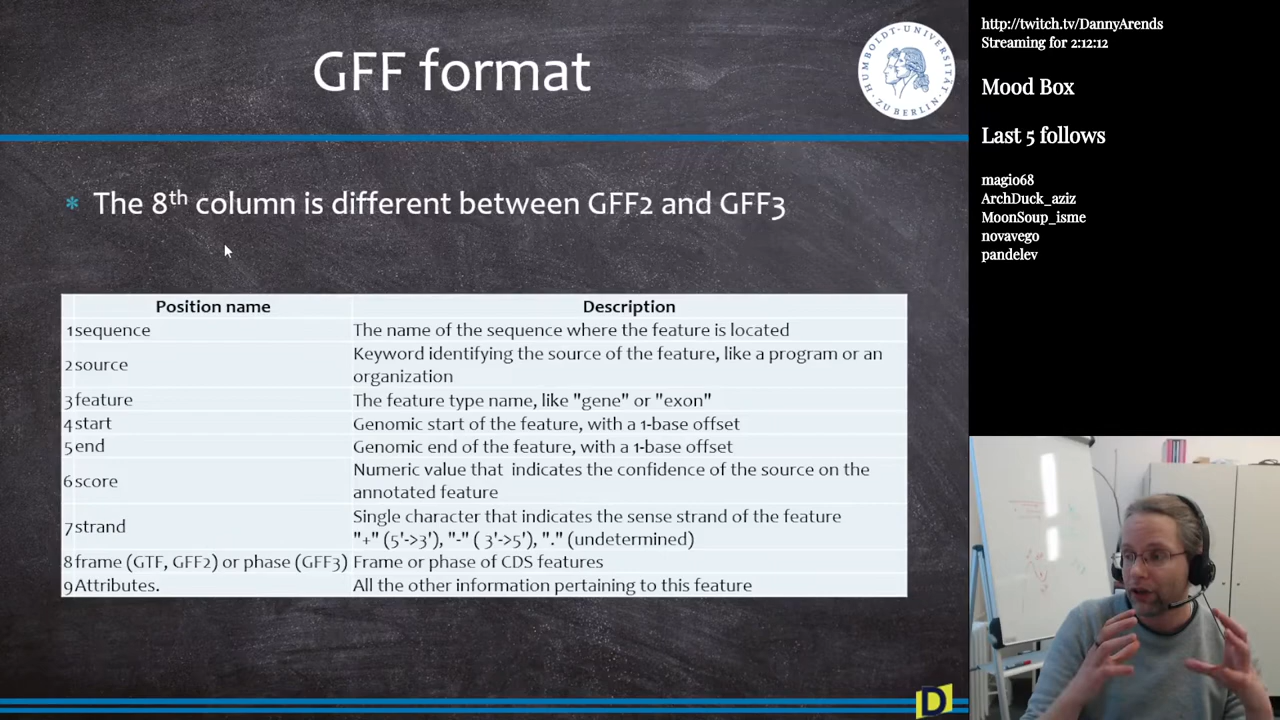 GFF format
HUMBOLDT-UNIVERSITÄT ZU BERLIN
* The 8th column is different between GFF2 and GFF3
Position name Description
1 sequence The name of the sequence where the feature is located
2 source Keyword identifying the source of the feature, like a program or an
organization
3 feature The feature type name, like "gene" or "exon"
4 start Genomic start of the feature, with a 1-base offset
5 end Genomic end of the feature, with a 1-base offset
6 score Numeric value that indicates the confidence of the source on the
annotated feature
7 strand Single character that indicates the sense strand of the feature
"+" (5'->3'), "-" ( 3'->5'), "." (undetermined)
8 frame (GTF, GFF2) or phase (GFF3) Frame or phase of CDS features
9 Attributes. All the other information pertaining to this feature
D
http://twitch.tv/DannyArends
Streaming for 2:12:12
Mood Box
Last 5 follows
magio68
ArchDuck_aziz
MoonSoup_isme
novavego
pandelev